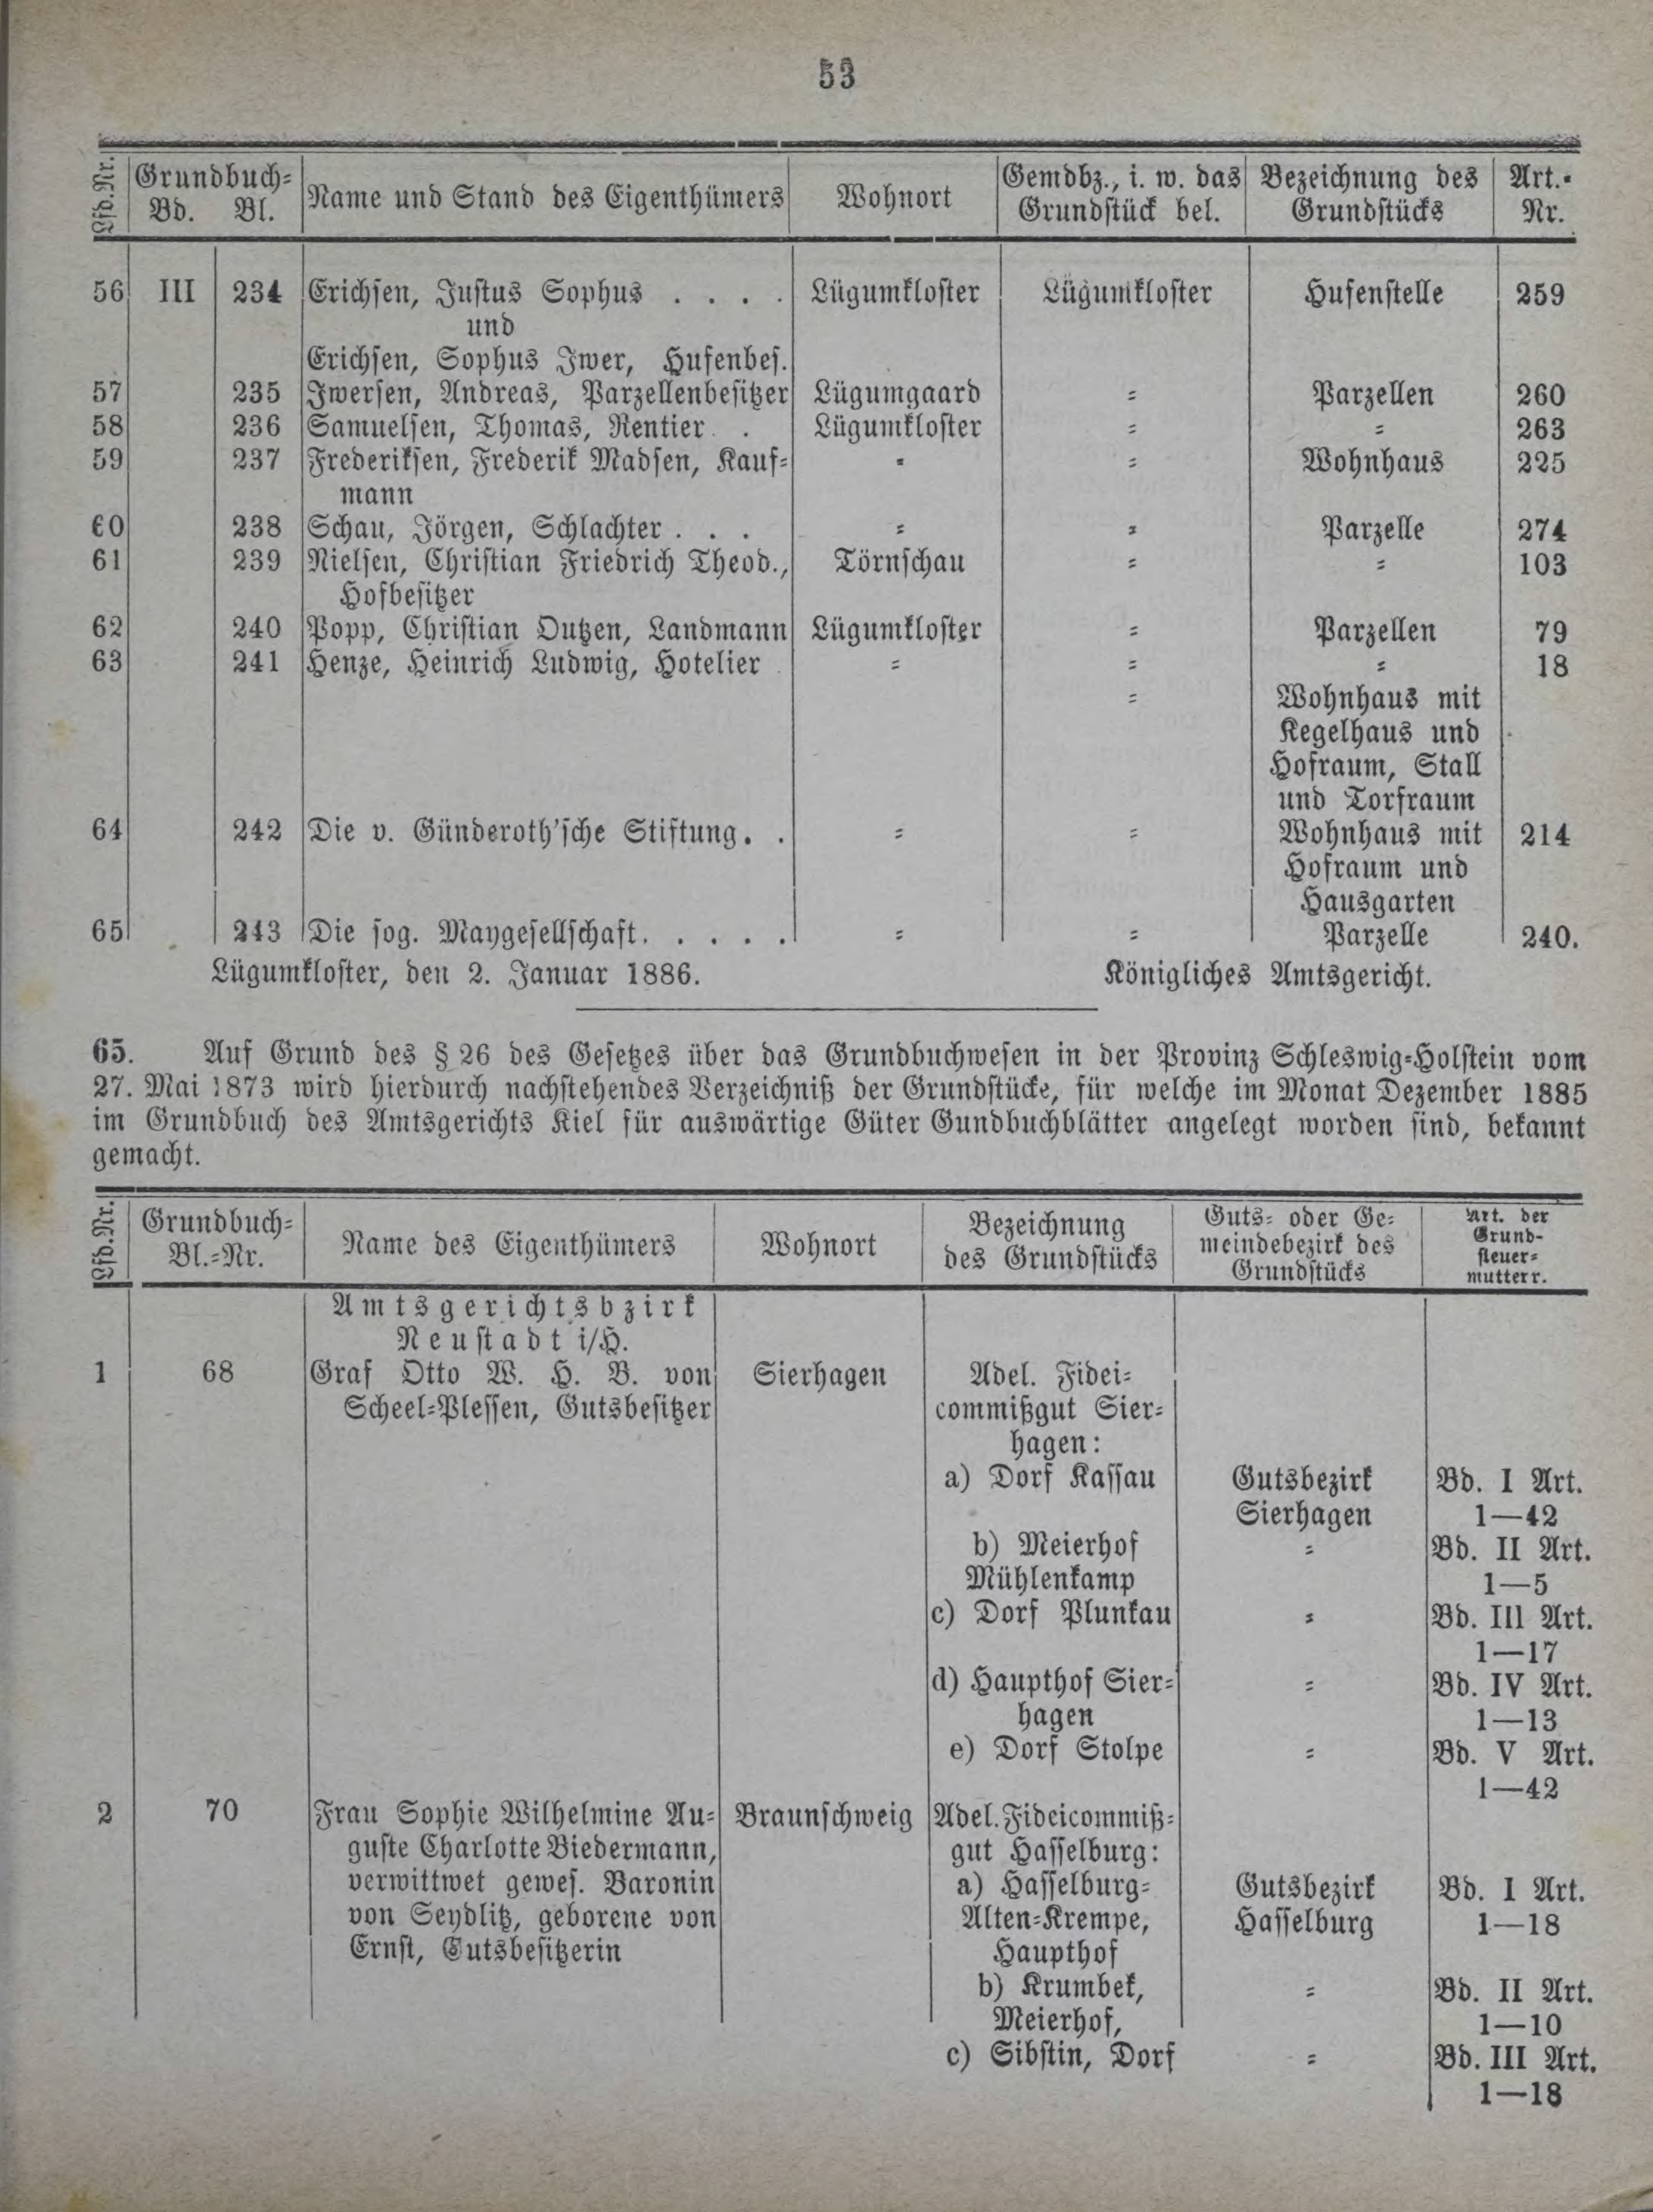 53
Lfd.Nr. Grundbuch= Bd. Bl. Name und Stand des Eigenthümers Wohnort Gemdbz., i. w. das Grundstück bel. Bezeichnung des Grundstücks Art.= Nr.
56 III 234 Erichsen, Justus Sophus . . . . Lügumkloster Lügumkloster Hufenstelle 259
und
Erichsen, Sophus Iwer, Hufenbes.
57 235 Iwersen, Andreas, Parzellenbesitzer Lügumgaard = Parzellen 260
58 236 Samuelsen, Thomas, Rentier . . Lügumkloster = = 263
59 237 Frederiksen, Frederik Madsen, Kauf= = = Wohnhaus 225
mann
60 238 Schau, Jörgen, Schlachter . . . = = Parzelle 274
61 239 Nielsen, Christian Friedrich Theod., Törnschau = = 103
Hofbesitzer
62 240 Popp, Christian Outzen, Landmann Lügumkloster = Parzellen 79
63 241 Henze, Heinrich Ludwig, Hotelier . = = = 18
= Wohnhaus mit
Kegelhaus und
Hofraum, Stall
und Torfraum
64 242 Die v. Günderoth'sche Stiftung. . = = Wohnhaus mit 214
Hofraum und
Hausgarten
65 243 Die sog. Maygesellschaft. . . . . . = = Parzelle 240.
Lügumkloster, den 2. Januar 1886. Königliches Amtsgericht.
65. Auf Grund des § 26 des Gesetzes über das Grundbuchwesen in der Provinz Schleswig=Holstein vom
27. Mai 1873 wird hierdurch nachstehendes Verzeichniß der Grundstücke, für welche im Monat Dezember 1885
im Grundbuch des Amtsgerichts Kiel für auswärtige Güter Gundbuchblätter angelegt worden sind, bekannt
gemacht.
Lfd.Nr. Grundbuch= Bl.=Nr. Name des Eigenthümers Wohnort Bezeichnung des Grundstücks Guts= oder Ge= meindebezirk des Grundstücks Art. der Grund= steuer= mutterr.
Amtsgerichtsbzirk
Neustadt i/H.
1 68 Graf Otto W. H. B. von Sierhagen Adel. Fidei=
Scheel=Plessen, Gutsbesitzer commißgut Sier=
hagen:
a) Dorf Kassau Gutsbezirk Bd. I Art.
Sierhagen 1—42
b) Meierhof = Bd. II Art.
Mühlenkamp 1—5
c) Dorf Plunkau = Bd. III Art.
1—17
d) Haupthof Sier= = Bd. IV Art.
hagen 1—13
e) Dorf Stolpe = Bd. V Art.
1—42
2 70 Frau Sophie Wilhelmine Au= Braunschweig Adel. Fideicommiß=
guste Charlotte Biedermann, gut Hasselburg:
verwittwet gewes. Baronin a) Hasselburg= Gutsbezirk Bd. I Art.
von Seydlitz, geborene von Alten=Krempe, Hasselburg 1—18
Ernst, Gutsbesitzerin Haupthof
b) Krumbek, = Bd. II Art.
Meierhof, 1—10
c) Sibstin, Dorf = Bd. III Art.
1—18